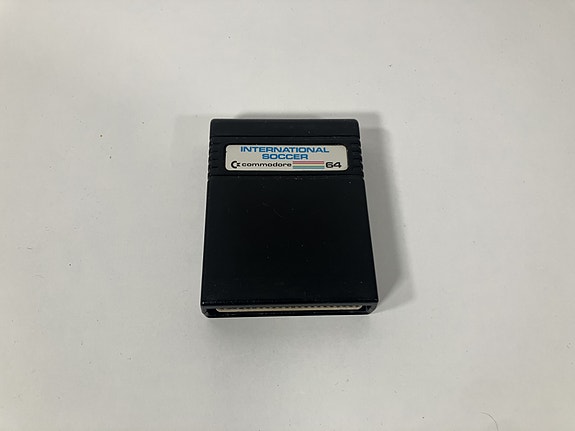 INTERNATIONAL
SOCCER
commodore 64